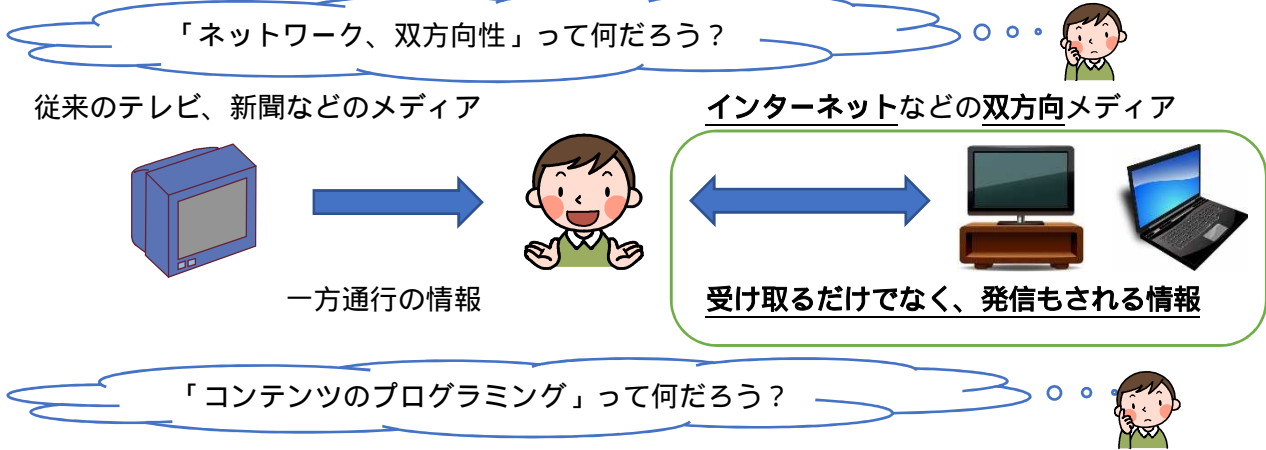 「ネットワーク、双方向性」って何だろう？
従来のテレビ、新聞などのメディア
インターネットなどの双方向メディア
一方通行の情報
受け取るだけでなく、発信もされる情報
「コンテンツのプログラミング」って何だろう？